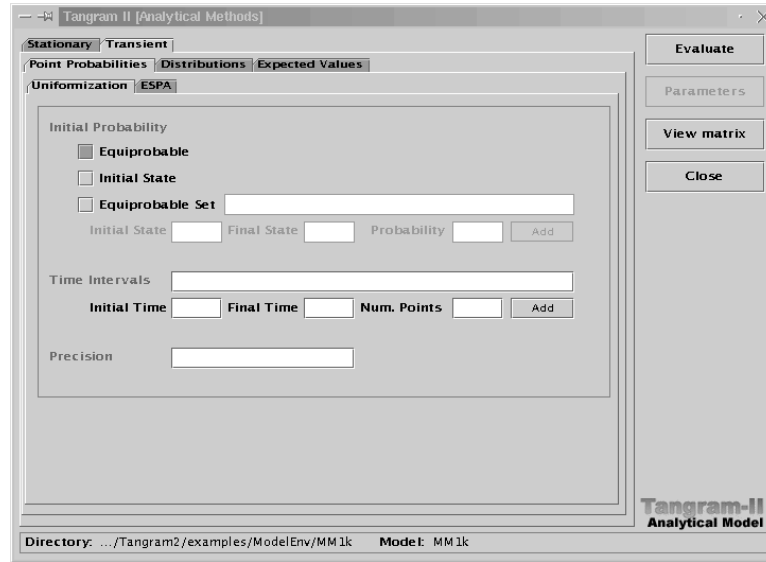 Tangram II [Analytical Methods]
Stationary Transient
Point Probabilities Distributions Expected Values
Uniformization ESPA
Initial Probability
Equiprobable
Initial State
Equiprobable Set
Initial State Final State Probability Add
Time Intervals
Initial Time Final Time Num. Points Add
Precision
Evaluate
Parameters
View matrix
Close
Tangram-II
Analytical Model
Directory: .../Tangram2/examples/ModelEnv/MM1k Model: MM1k